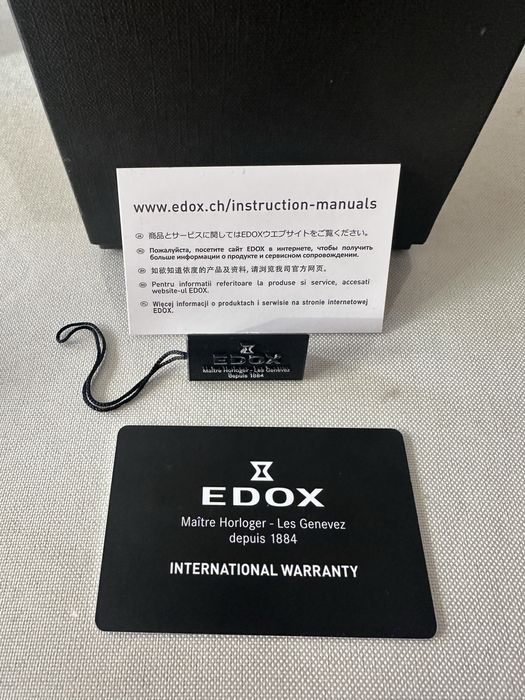 www.edox.ch/instruction-manuals
商品とサービスに関してはEDOXウエブサイトをご覧ください。
Пожалуйста, посетите сайт EDOX в интернете, чтобы получить
больше информации о продукте и сервисном сопровождении.
如欲知道依度的产品及资料, 请浏览我司官方网页。
Pentru informatii referitoare la produse si service, accesati
website-ul EDOX.
Więcej informacji o produktach i serwisie na stronie internetowej
EDOX.
EDOX
Maître Horloger - Les Genevez
depuis 1884
EDOX
Maître Horloger - Les Genevez
depuis 1884
INTERNATIONAL WARRANTY